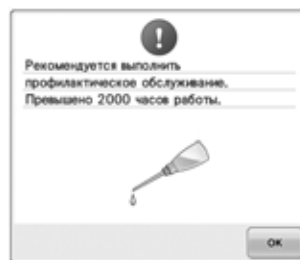 Рекомендуется выполнить
профилактическое обслуживание.
Превышено 2000 часов работы.
OK